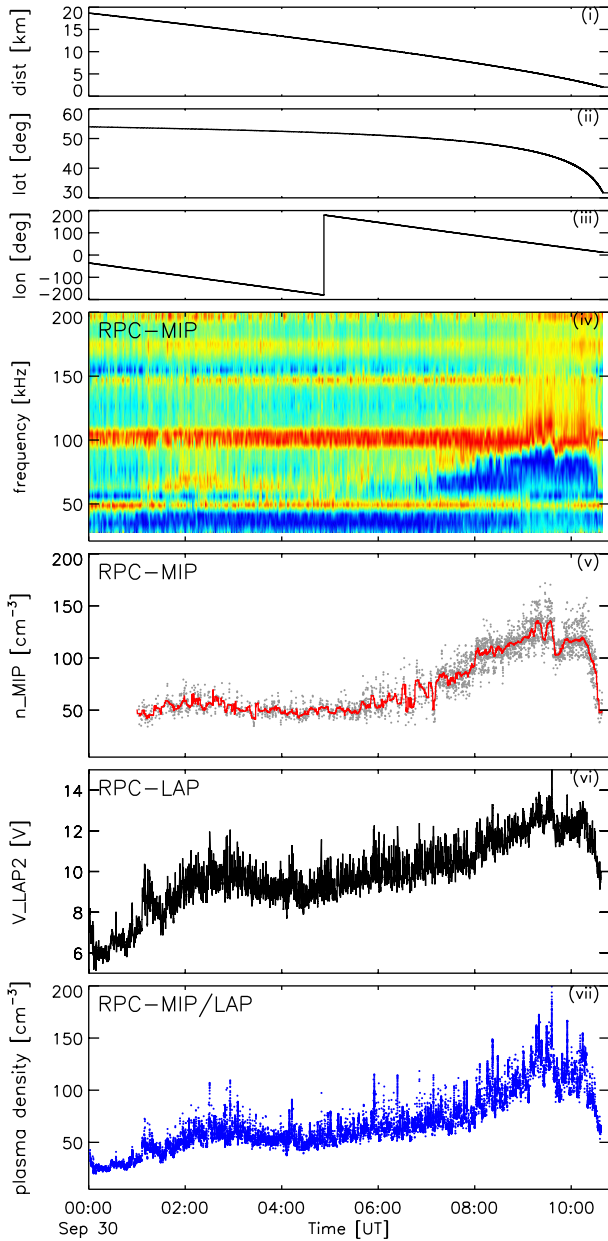 (i)
dist [km]
20
15
10
5
0
(ii)
lat [deg]
60
50
40
30
(iii)
lon [deg]
200
100
0
−100
−200
RPC−MIP
(iv)
frequency [kHz]
200
150
100
50
RPC−MIP
(v)
n_MIP [cm⁻³]
200
150
100
50
RPC−LAP
(vi)
V_LAP2 [V]
14
12
10
8
6
RPC−MIP/LAP
(vii)
plasma density [cm⁻³]
200
150
100
50
00:00 02:00 04:00 06:00 08:00 10:00
Sep 30
Time [UT]